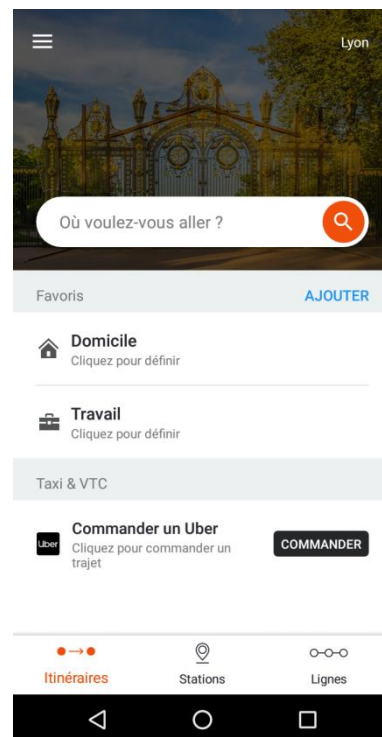 Lyon
Où voulez-vous aller ?
Favoris
AJOUTER
Domicile
Cliquez pour définir
Travail
Cliquez pour définir
Taxi & VTC
Uber
Commander un Uber
Cliquez pour commander un
trajet
COMMANDER
Itinéraires
Stations
Lignes